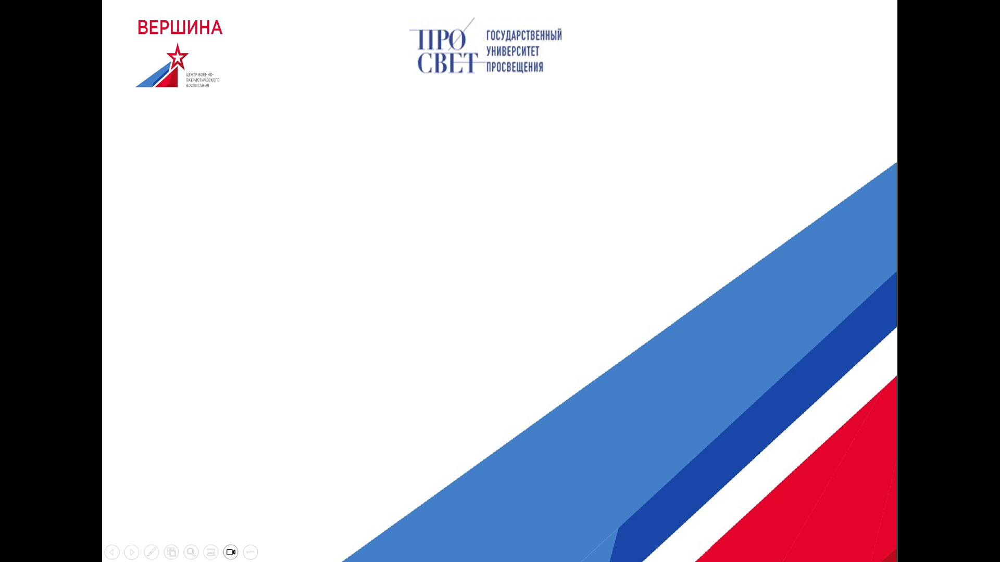 ВЕРШИНА
ЦЕНТР ВОЕННО-
ПАТРИОТИЧЕСКОГО
ВОСПИТАНИЯ
ПРО
СВЕТ
ГОСУДАРСТВЕННЫЙ
УНИВЕРСИТЕТ
ПРОСВЕЩЕНИЯ